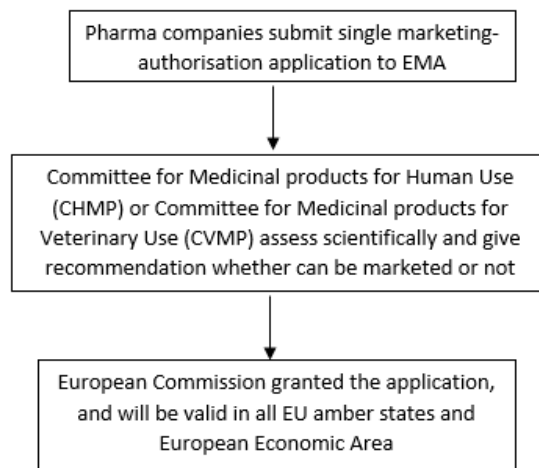 Pharma companies submit single marketing-
authorisation application to EMA
Committee for Medicinal products for Human Use
(CHMP) or Committee for Medicinal products for
Veterinary Use (CVMP) assess scientifically and give
recommendation whether can be marketed or not
European Commission granted the application,
and will be valid in all EU amber states and
European Economic Area